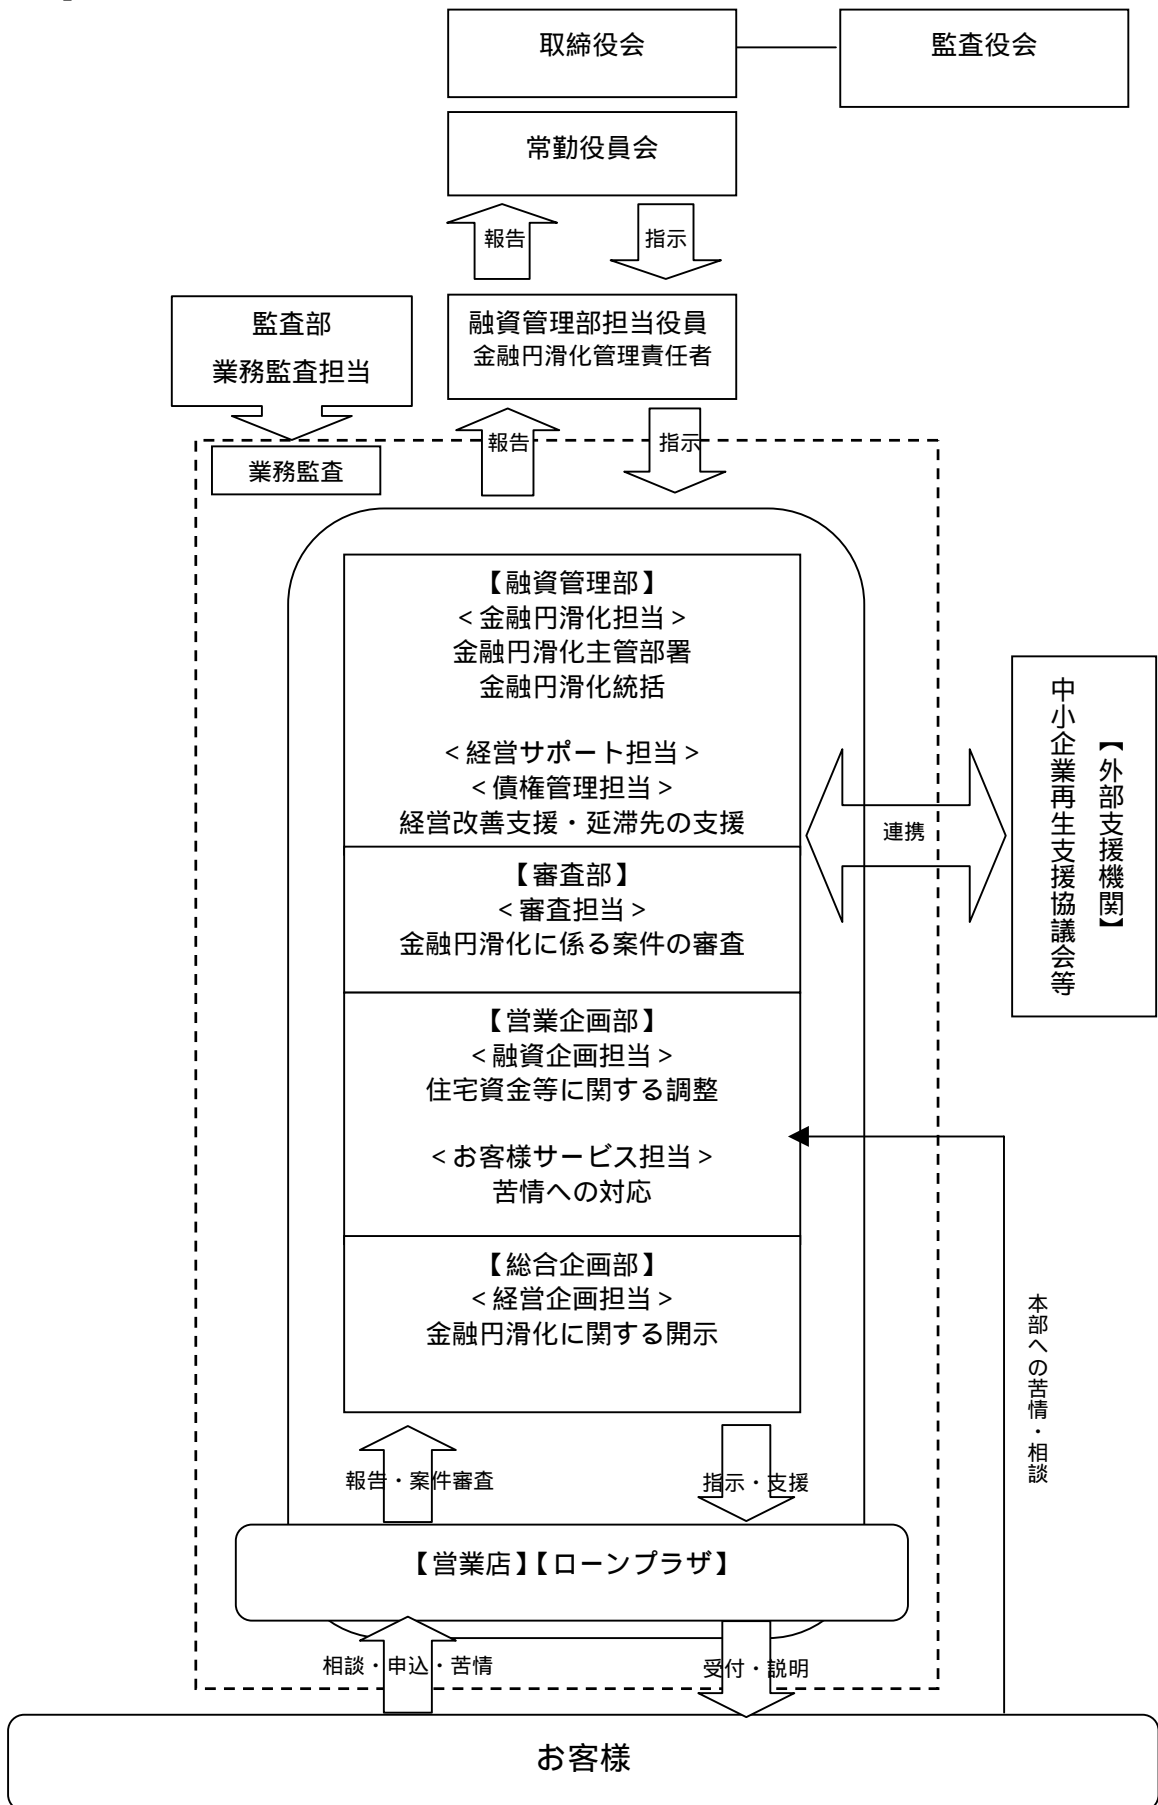 取締役会
監査役会
常勤役員会
報告
指示
監査部
業務監査担当
融資管理部担当役員
金融円滑化管理責任者
報告
指示
業務監査
【融資管理部】
<金融円滑化担当>
金融円滑化主管部署
金融円滑化統括
<経営サポート担当>
<債権管理担当>
経営改善支援・延滞先の支援
【審査部】
<審査担当>
金融円滑化に係る案件の審査
連携
【外部支援機関】
中小企業再生支援協議会等
【営業企画部】
<融資企画担当>
住宅資金等に関する調整
<お客様サービス担当>
苦情への対応
【総合企画部】
<経営企画担当>
金融円滑化に関する開示
本部への苦情・相談
報告・案件審査
指示・支援
【営業店】【ローンプラザ】
相談・申込・苦情
受付・説明
お客様